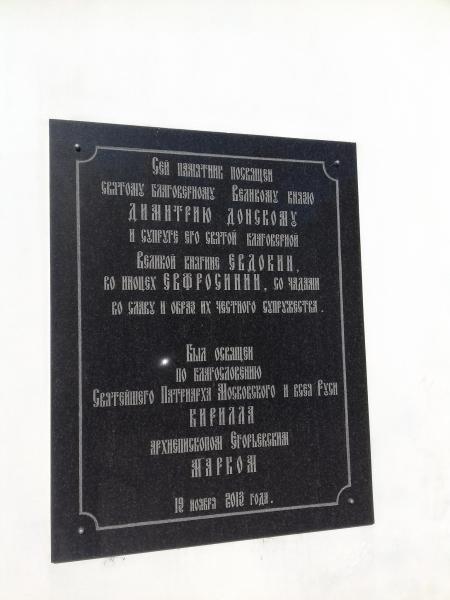 Сей памятник посвящен
святому благоверному Великому князю
ДИМИТРИЮ ДОНСКОМУ
и супруге его святой благоверной
Великой княгине ЕВДОКИИ,
во иноцех ЕВФРОСИНИИ, со чадами
во славу и образ их честного супружества.
Был освящен
по благословению
Святейшего Патриарха Московского и всея Руси
КИРИЛЛА
архиепископом Егорьевским
МАРКОМ
19 ноября 2013 года.